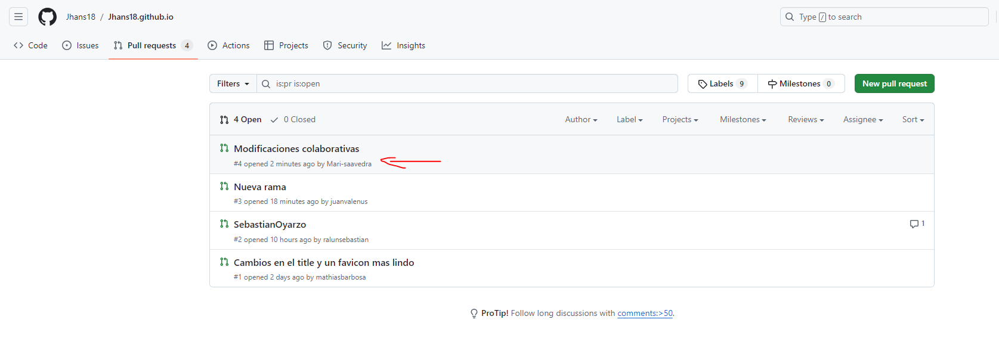 Jhans18 / Jhans18.github.io
Type / to search
Code Issues Pull requests 4 Actions Projects Security Insights
Filters is:pr is:open Labels 9 Milestones 0 New pull request
4 Open 0 Closed Author Label Projects Milestones Reviews Assignee Sort
Modificaciones colaborativas
#4 opened 2 minutes ago by Mari-saavedra
Nueva rama
#3 opened 18 minutes ago by juanvalenus
SebastianOyarzo 1
#2 opened 10 hours ago by ralunsebastian
Cambios en el title y un favicon mas lindo
#1 opened 2 days ago by mathiasbarbosa
ProTip! Follow long discussions with comments:>50.